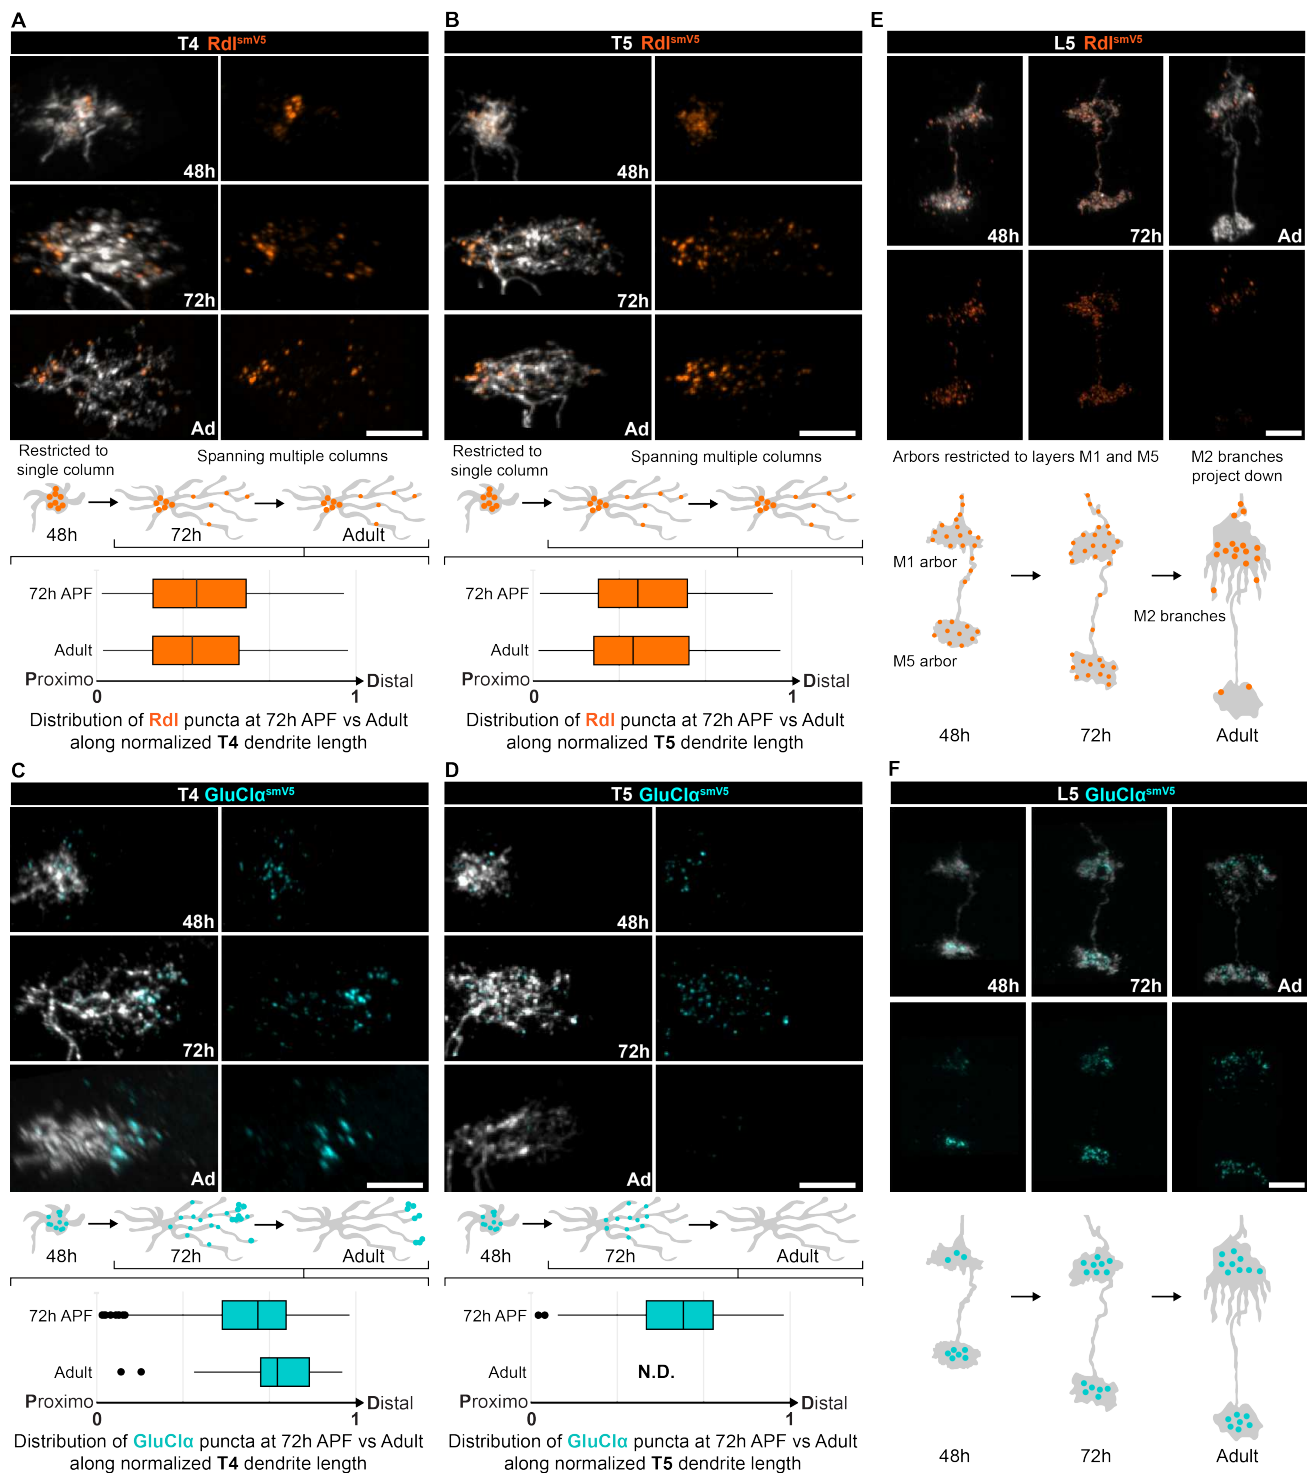 A
T4 Rdlsmv5
48h
72h
Ad
Restricted to
single column
Spanning multiple columns
48h
72h
Adult
72h APF
Adult
Proximo
0
1
Distal
Distribution of Rdl puncta at 72h APF vs Adult
along normalized T4 dendrite length
B
T5 RdlsmV5
48h
72h
Ad
Restricted to
single column
Spanning multiple columns
48h
72h
Adult
72h APF
Adult
Proximo
0
1
Distal
Distribution of Rdl puncta at 72h APF vs Adult
along normalized T5 dendrite length
E
L5 RdlsmV5
48h
72h
Ad
Arbors restricted to layers M1 and M5
M2 branches
project down
M1 arbor
M5 arbor
M2 branches
48h
72h
Adult
C
T4 GluClαsmV5
48h
72h
Ad
48h
72h
Adult
72h APF
Adult
Proximo
0
1
Distal
Distribution of GluClα puncta at 72h APF vs Adult
along normalized T4 dendrite length
D
T5 GluClαsmV5
48h
72h
Ad
48h
72h
Adult
72h APF
Adult
N.D.
Proximo
0
1
Distal
Distribution of GluClα puncta at 72h APF vs Adult
along normalized T5 dendrite length
F
L5 GluClαsmV5
48h
72h
Ad
48h
72h
Adult